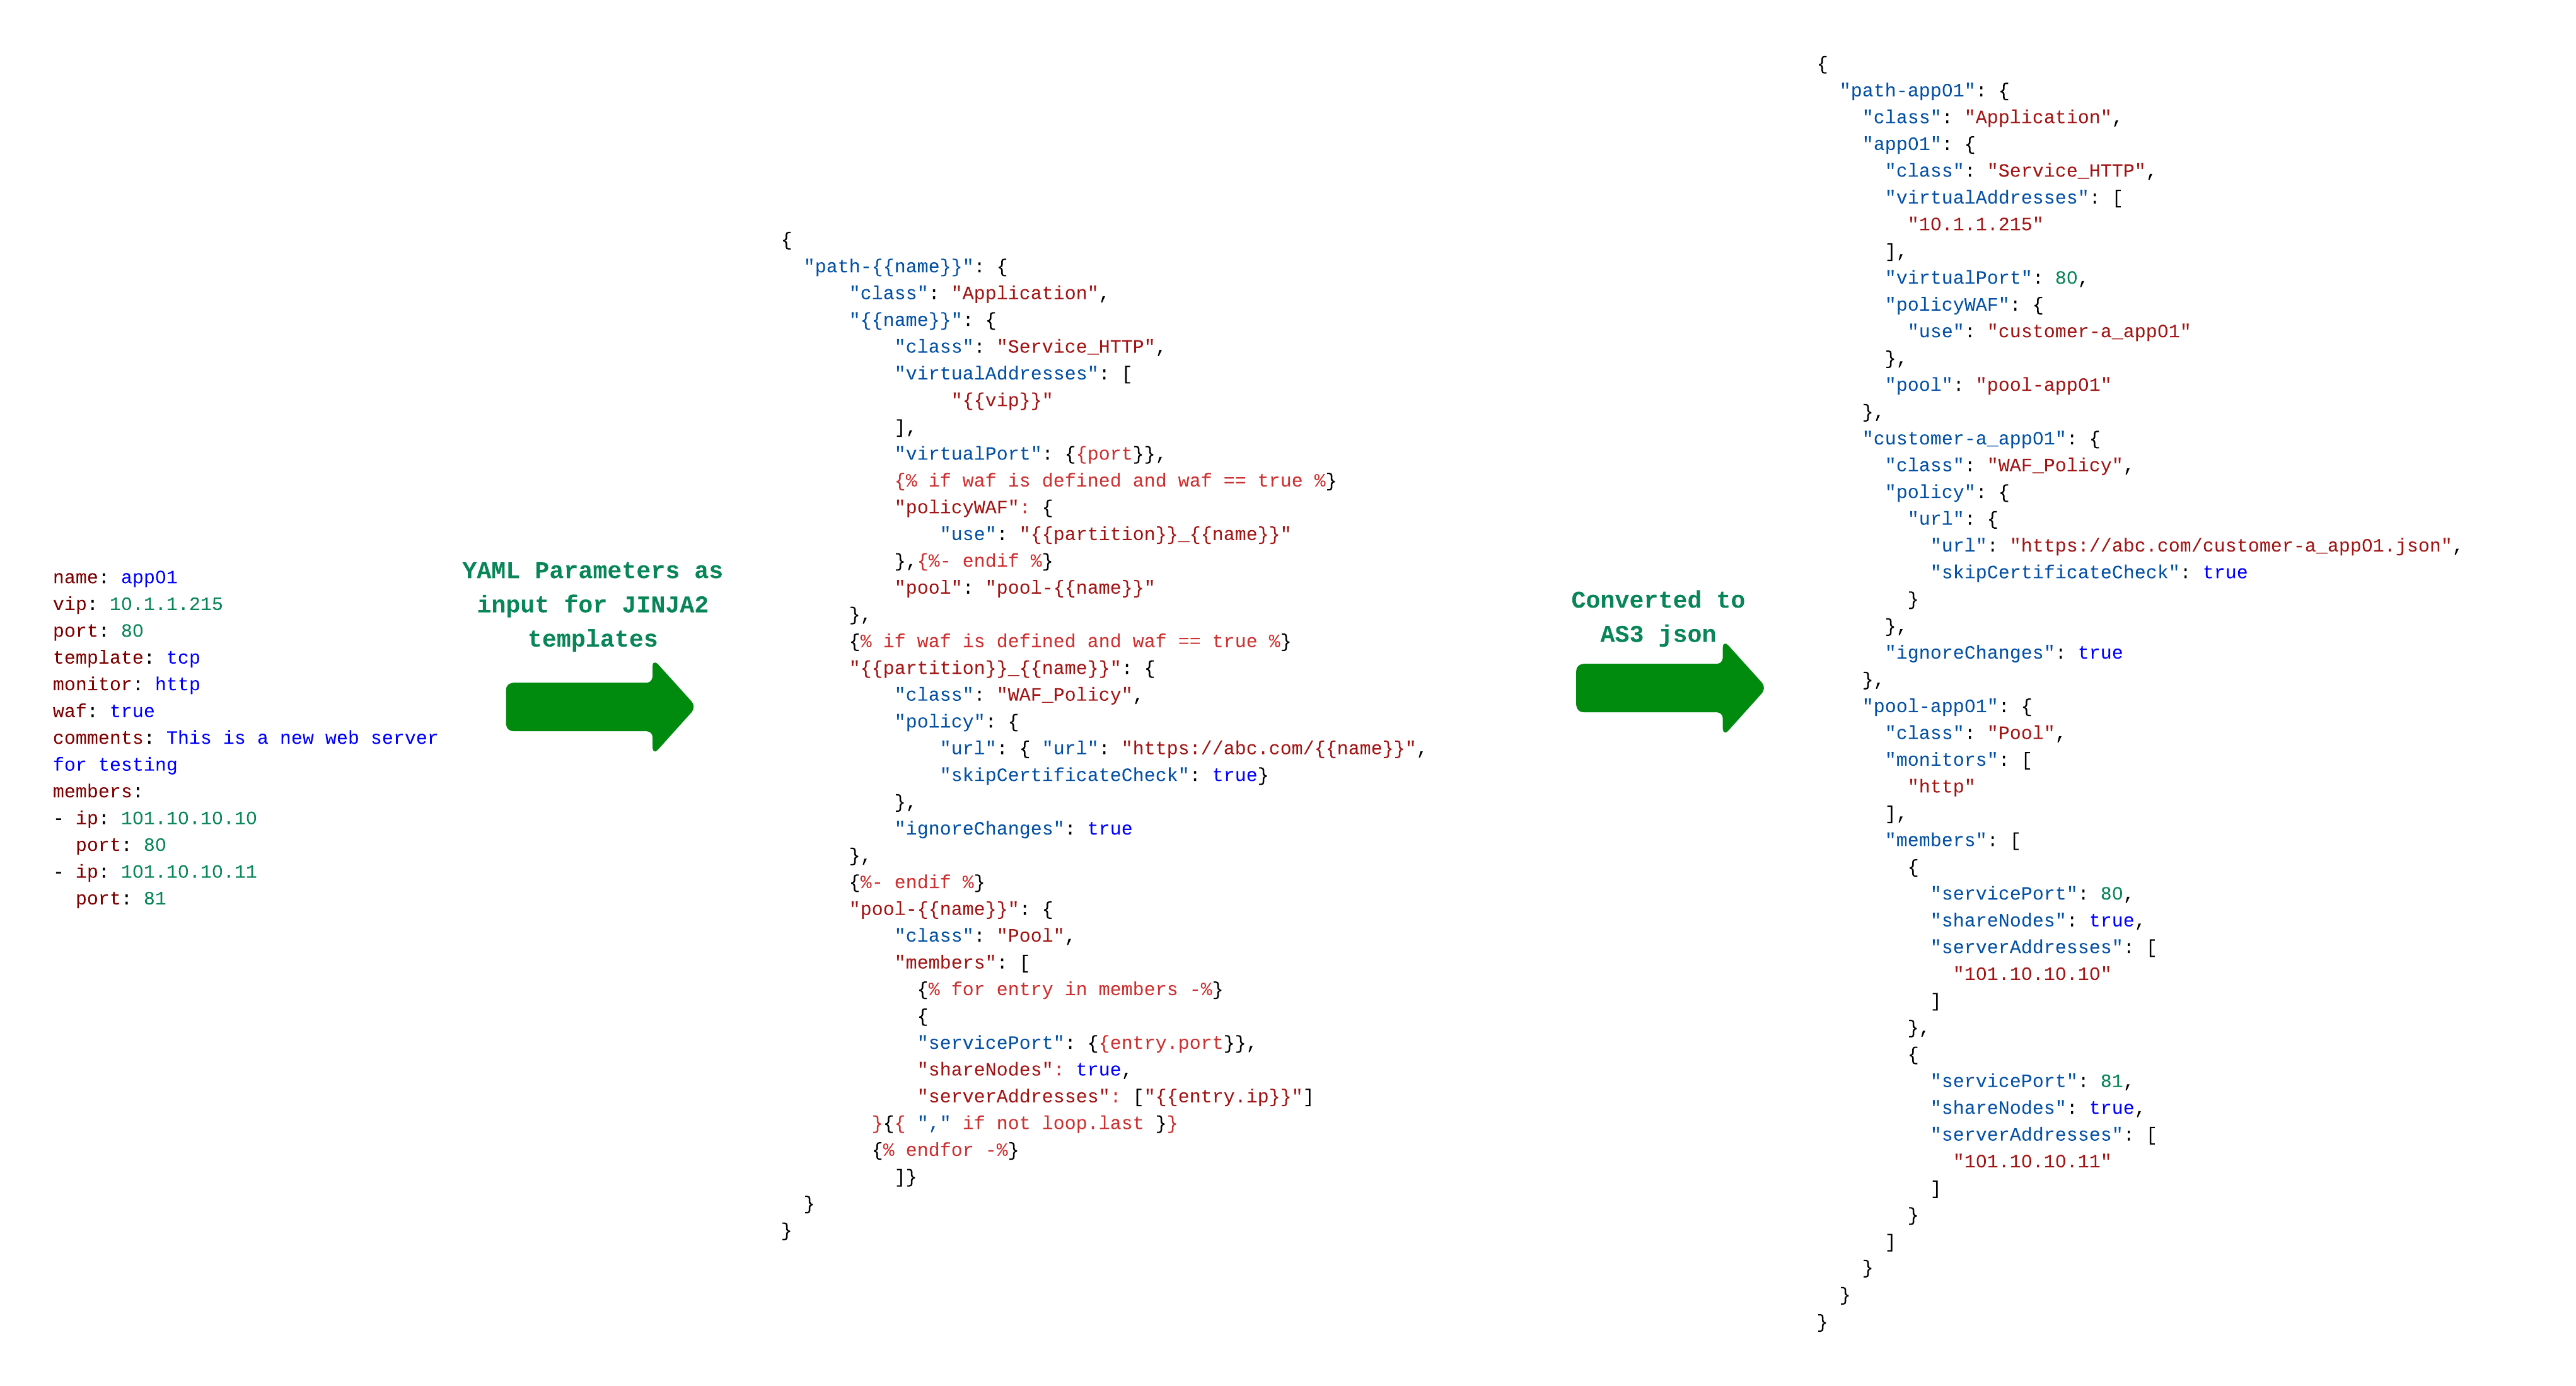 name: app01
vip: 10.1.1.215
port: 80
template: tcp
monitor: http
waf: true
comments: This is a new web server
for testing
members:
- ip: 101.10.10.10
  port: 80
- ip: 101.10.10.11
  port: 81
YAML Parameters as
input for JINJA2
templates
{
  "path-{{name}}": {
      "class": "Application",
      "{{name}}": {
          "class": "Service_HTTP",
          "virtualAddresses": [
               "{{vip}}"
          ],
          "virtualPort": {{port}},
          {% if waf is defined and waf == true %}
          "policyWAF": {
              "use": "{{partition}}_{{name}}"
          },{%- endif %}
          "pool": "pool-{{name}}"
      },
      {% if waf is defined and waf == true %}
      "{{partition}}_{{name}}": {
          "class": "WAF_Policy",
          "policy": {
              "url": { "url": "https://abc.com/{{name}}",
              "skipCertificateCheck": true}
          },
          "ignoreChanges": true
      },
      {%- endif %}
      "pool-{{name}}": {
          "class": "Pool",
          "members": [
            {% for entry in members -%}
            {
            "servicePort": {{entry.port}},
            "shareNodes": true,
            "serverAddresses": ["{{entry.ip}}"]
        }{{ "," if not loop.last }}
        {% endfor -%}
          ]}
  }
}
Converted to
AS3 json
{
  "path-app01": {
    "class": "Application",
    "app01": {
      "class": "Service_HTTP",
      "virtualAddresses": [
        "10.1.1.215"
      ],
      "virtualPort": 80,
      "policyWAF": {
        "use": "customer-a_app01"
      },
      "pool": "pool-app01"
    },
    "customer-a_app01": {
      "class": "WAF_Policy",
      "policy": {
        "url": {
          "url": "https://abc.com/customer-a_app01.json",
          "skipCertificateCheck": true
        }
      },
      "ignoreChanges": true
    },
    "pool-app01": {
      "class": "Pool",
      "monitors": [
        "http"
      ],
      "members": [
        {
          "servicePort": 80,
          "shareNodes": true,
          "serverAddresses": [
            "101.10.10.10"
          ]
        },
        {
          "servicePort": 81,
          "shareNodes": true,
          "serverAddresses": [
            "101.10.10.11"
          ]
        }
      ]
    }
  }
}